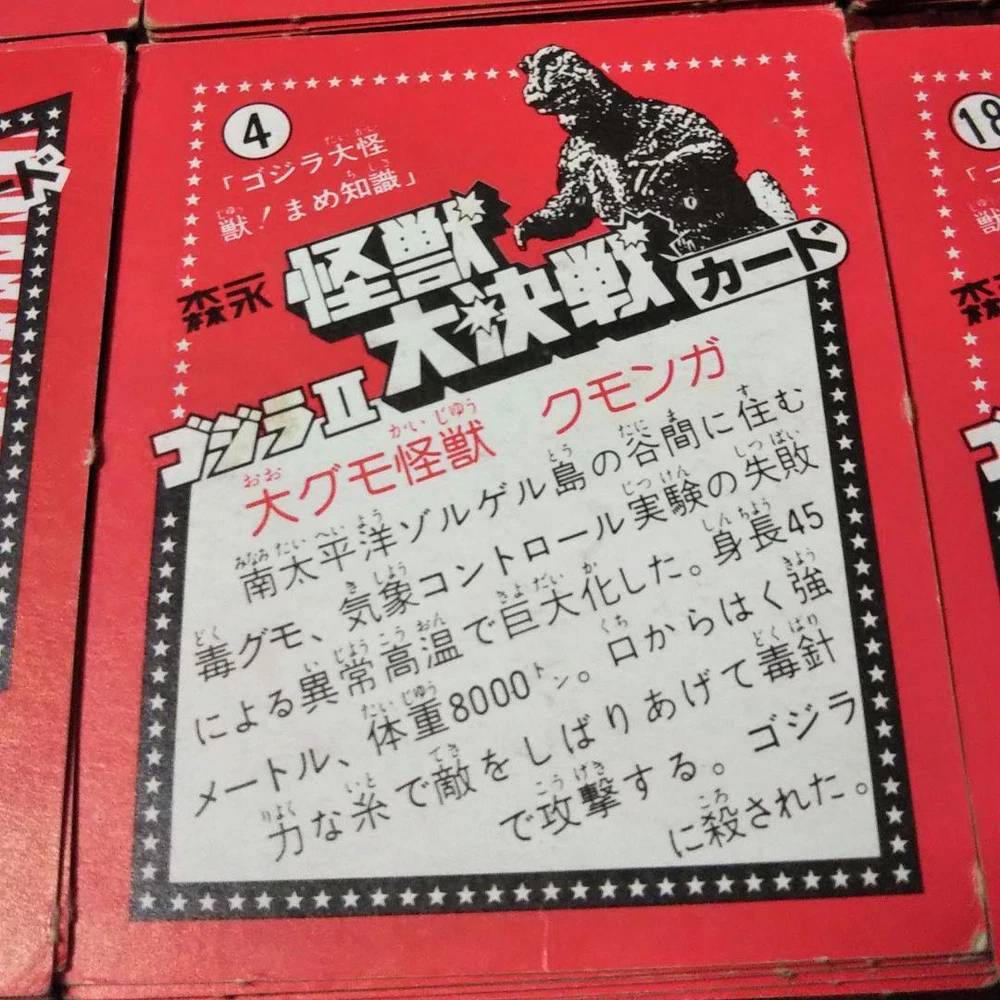 4
「ゴジラ大怪
獣！まめ知識」
森永
怪獣
大決戦
カード
ゴジラII
大グモ怪獣 クモンガ
南太平洋ゾルゲル島の谷間に住む
毒グモ、気象コントロール実験の失敗
による異常高温で巨大化した。身長45
メートル、体重8000トン。口からはく強
力な糸で敵をしばりあげて毒針
で攻撃する。ゴジラ
に殺された。
18